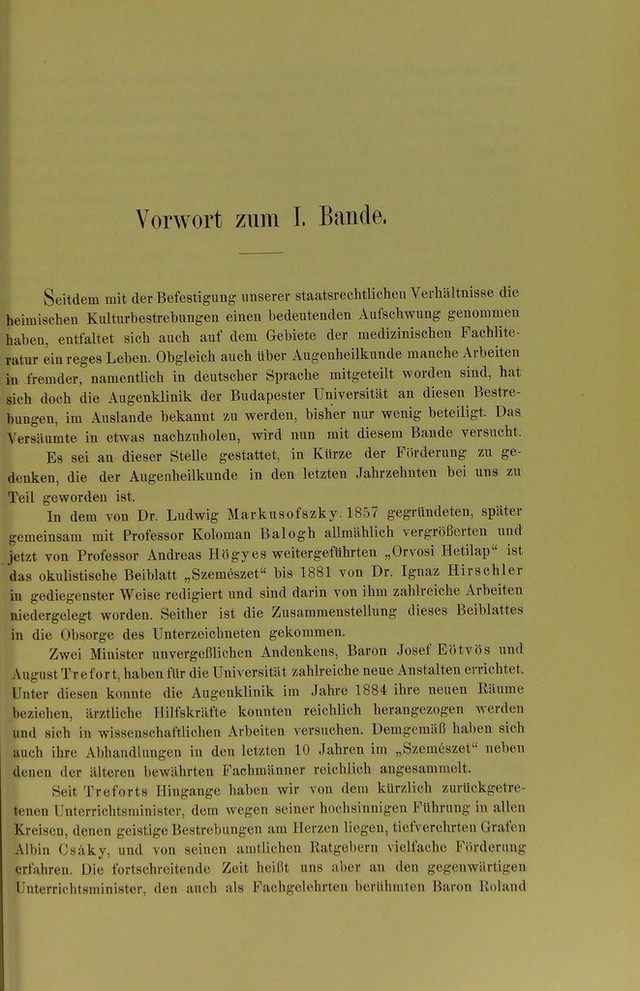 Vorwort zum I. Bande.
Seitdem mit der Befestigung unserer staatsrechtlichen Verhältnisse die
heimischen Kulturbestrebungen einen bedeutenden Aufschwung genommen
haben, entfaltet sich auch auf dem Gebiete der medizinischen Fachlite-
ratur ein reges Leben. Obgleich auch über Augenheilkunde manche Arbeiten
in fremder, namentlich in deutscher Sprache mitgeteilt worden sind, hat
sich doch die Augenklinik der Budapester Universität an diesen Bestre-
bungen, im Auslande bekannt zu werden, bisher nur wenig beteiligt. Das
Versäumte in etwas nachzuholen, wird nun mit diesem Bande versucht.
Es sei an dieser Stelle gestattet, in Kürze der Förderung zu ge-
denken, die der Augenheilkunde in den letzten Jahrzehnten bei uns zu
Teil geworden ist.
In dem von Dr. Ludwig Markusofszky 1857 gegründeten, später
gemeinsam mit Professor Koloman Balogh allmählich vergrößerten und
jetzt von Professor Andreas Högyes weitergeführten „Orvosi Hetilap“ ist
das okulistische Beiblatt „Szemészet“ bis 1881 von Dr. Ignaz Hirschler
in gediegenster Weise redigiert und sind darin von ihm zahlreiche Arbeiten
niedergelegt worden. Seither ist die Zusammenstellung dieses Beiblattes
in die Obsorge des Unterzeichneten gekommen.
Zwei Minister unvergeßlichen Andenkens, Baron Josef Eötvös und
August Trefort, haben für die Universität zahlreiche neue Anstalten errichtet.
Unter diesen konnte die Augenklinik im Jahre 1884 ihre neuen Räume
beziehen, ärztliche Hilfskräfte konnten reichlich herangezogen werden
und sich in wissenschaftlichen Arbeiten versuchen. Demgemäß haben sich
auch ihre Abhandlungen in den letzten 10 Jahren im „Szemészet“ neben
denen der älteren bewährten Fachmänner reichlich angesammelt.
Seit Treforts Hingange haben wir von dem kürzlich zurückgetre-
tenen Unterrichtsminister, dem wegen seiner hochsinnigen Führung in allen
Kreisen, denen geistige Bestrebungen am Herzen liegen, tiefverehrten Grafen
Albin Csáky, und von seinen amtlichen Ratgebern vielfache Förderung
erfahren. Die fortschreitende Zeit heißt uns aber an den gegenwärtigen
Unterrichtsminister, den auch als Fachgelehrten berühmten Baron Roland